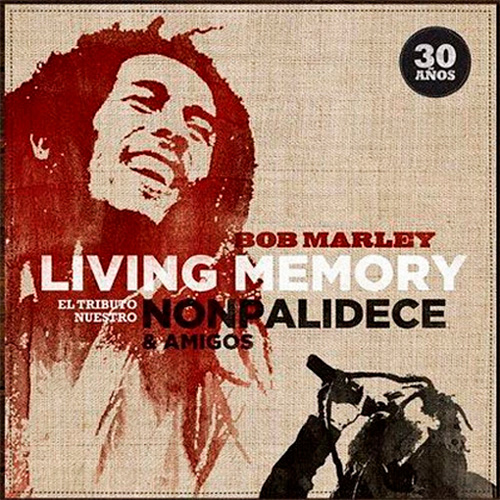 30
AÑOS
BOB MARLEY
LIVING MEMORY
EL TRIBUTO
NUESTRO
NONPALIDECE
& AMIGOS